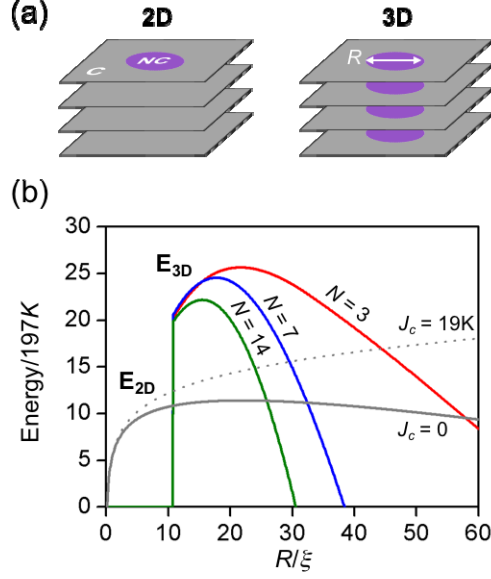 (a) 2D 3D
NC
C
R
(b)
Energy/197K
30
25
20
15
10
5
0
E3D
E2D
N = 3
N = 7
N = 14
Jc = 19K
Jc = 0
0 10 20 30 40 50 60
R/ξ